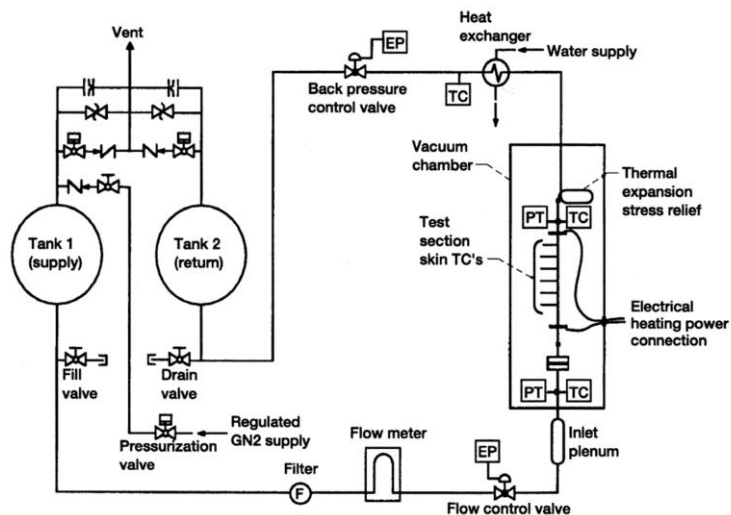 Vent
EP
Heat
exchanger
Water supply
Back pressure
control valve
TC
Vacuum
chamber
Thermal
expansion
stress relief
PT
TC
Tank 1
(supply)
Tank 2
(return)
Test
section
skin TC's
Electrical
heating power
connection
Fill
valve
Drain
valve
PT
TC
Regulated
GN2 supply
Pressurization
valve
Flow meter
Inlet
plenum
Filter
F
EP
Flow control valve